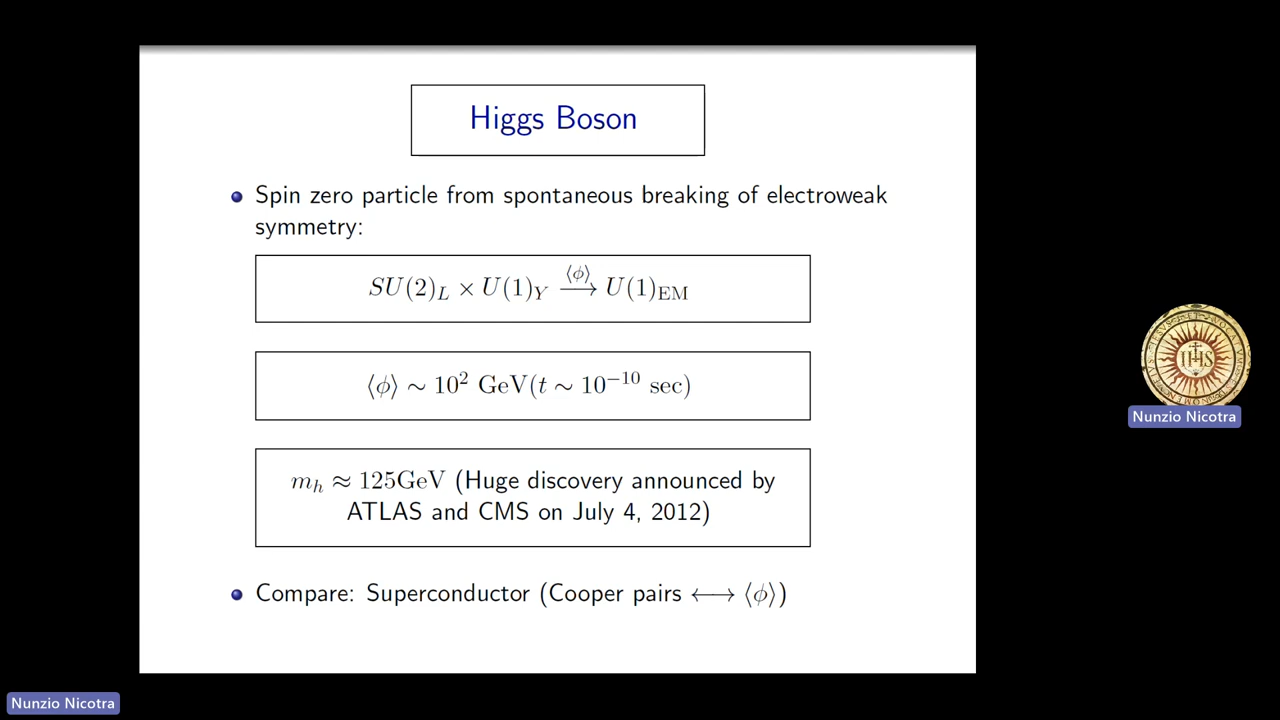 Higgs Boson
Spin zero particle from spontaneous breaking of electroweak
symmetry:
SU(2)_L × U(1)_Y ⟶^{⟨ϕ⟩} U(1)_EM
⟨ϕ⟩ ∼ 10² GeV(t ∼ 10⁻¹⁰ sec)
m_h ≈ 125GeV (Huge discovery announced by
ATLAS and CMS on July 4, 2012)
Compare: Superconductor (Cooper pairs ⟷ ⟨ϕ⟩)
IHS
Nunzio Nicotra
Nunzio Nicotra